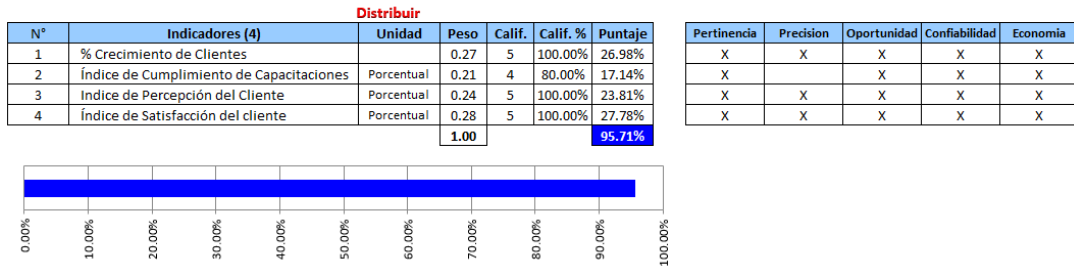 Distribuir
N° Indicadores (4) Unidad Peso Calif. Calif. % Puntaje Pertinencia Precision Oportunidad Confiabilidad Economia
1 % Crecimiento de Clientes 0.27 5 100.00% 26.98% X X X X X
2 Índice de Cumplimiento de Capacitaciones Porcentual 0.21 4 80.00% 17.14% X X X X
3 Indice de Percepción del Cliente Porcentual 0.24 5 100.00% 23.81% X X X X X
4 Índice de Satisfacción del cliente Porcentual 0.28 5 100.00% 27.78% X X X X X
1.00 95.71%
0.00% 10.00% 20.00% 30.00% 40.00% 50.00% 60.00% 70.00% 80.00% 90.00% 100.00%